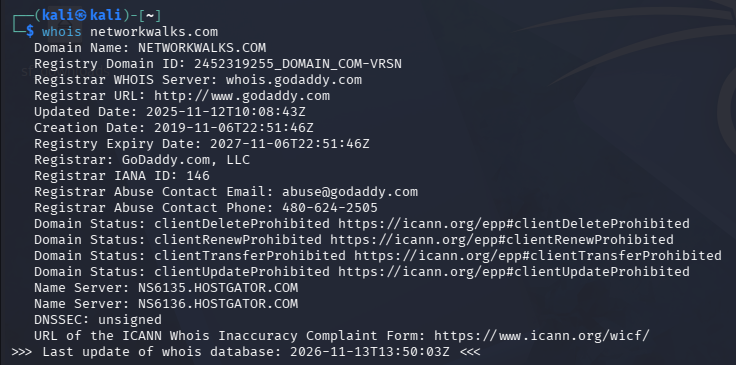 ┌──(kali㉿kali)-[~]
└─$ whois networkwalks.com
Domain Name: NETWORKWALKS.COM
Registry Domain ID: 2452319255_DOMAIN_COM-VRSN
Registrar WHOIS Server: whois.godaddy.com
Registrar URL: http://www.godaddy.com
Updated Date: 2025-11-12T10:08:43Z
Creation Date: 2019-11-06T22:51:46Z
Registry Expiry Date: 2027-11-06T22:51:46Z
Registrar: GoDaddy.com, LLC
Registrar IANA ID: 146
Registrar Abuse Contact Email: abuse@godaddy.com
Registrar Abuse Contact Phone: 480-624-2505
Domain Status: clientDeleteProhibited https://icann.org/epp#clientDeleteProhibited
Domain Status: clientRenewProhibited https://icann.org/epp#clientRenewProhibited
Domain Status: clientTransferProhibited https://icann.org/epp#clientTransferProhibited
Domain Status: clientUpdateProhibited https://icann.org/epp#clientUpdateProhibited
Name Server: NS6135.HOSTGATOR.COM
Name Server: NS6136.HOSTGATOR.COM
DNSSEC: unsigned
URL of the ICANN Whois Inaccuracy Complaint Form: https://www.icann.org/wicf/
>>> Last update of whois database: 2026-11-13T13:50:03Z <<<